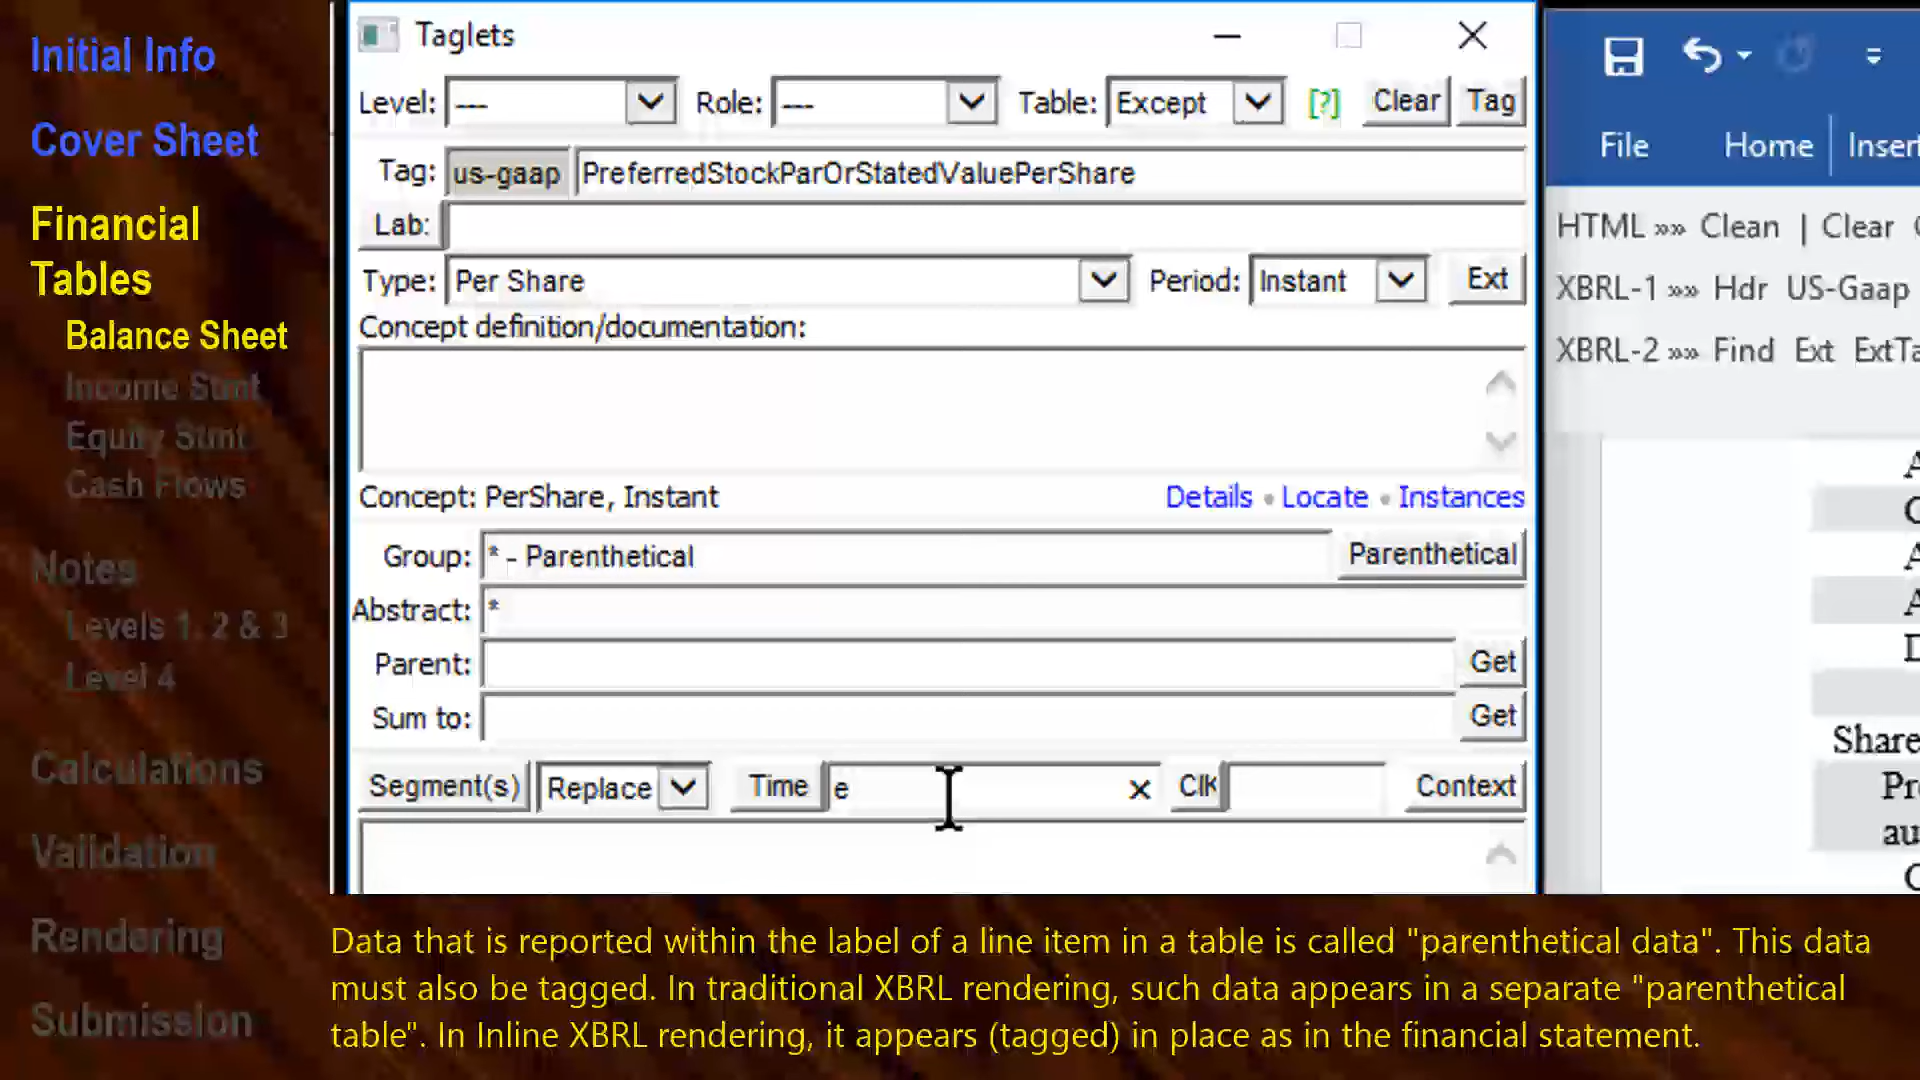 Initial Info
Cover Sheet
Financial
Tables
Balance Sheet
Income Stmt
Equity Stmt
Cash Flows
Notes
Levels 1, 2 & 3
Level 4
Calculations
Validation
Rendering
Submission
Taglets
Level: --- Role: --- Table: Except [?] Clear Tag
Tag: us-gaap PreferredStockParOrStatedValuePerShare
Lab:
Type: Per Share Period: Instant Ext
Concept definition/documentation:
Concept: PerShare, Instant Details • Locate • Instances
Group: * - Parenthetical Parenthetical
Abstract: *
Parent: Get
Sum to: Get
Segment(s) Replace Time e × Clk Context
File Home Inser
HTML »» Clean | Clear
XBRL-1 »» Hdr US-Gaap
XBRL-2 »» Find Ext ExtTa
A
C
A
A
D
Share
Pre
au
C
Data that is reported within the label of a line item in a table is called "parenthetical data". This data
must also be tagged. In traditional XBRL rendering, such data appears in a separate "parenthetical
table". In Inline XBRL rendering, it appears (tagged) in place as in the financial statement.